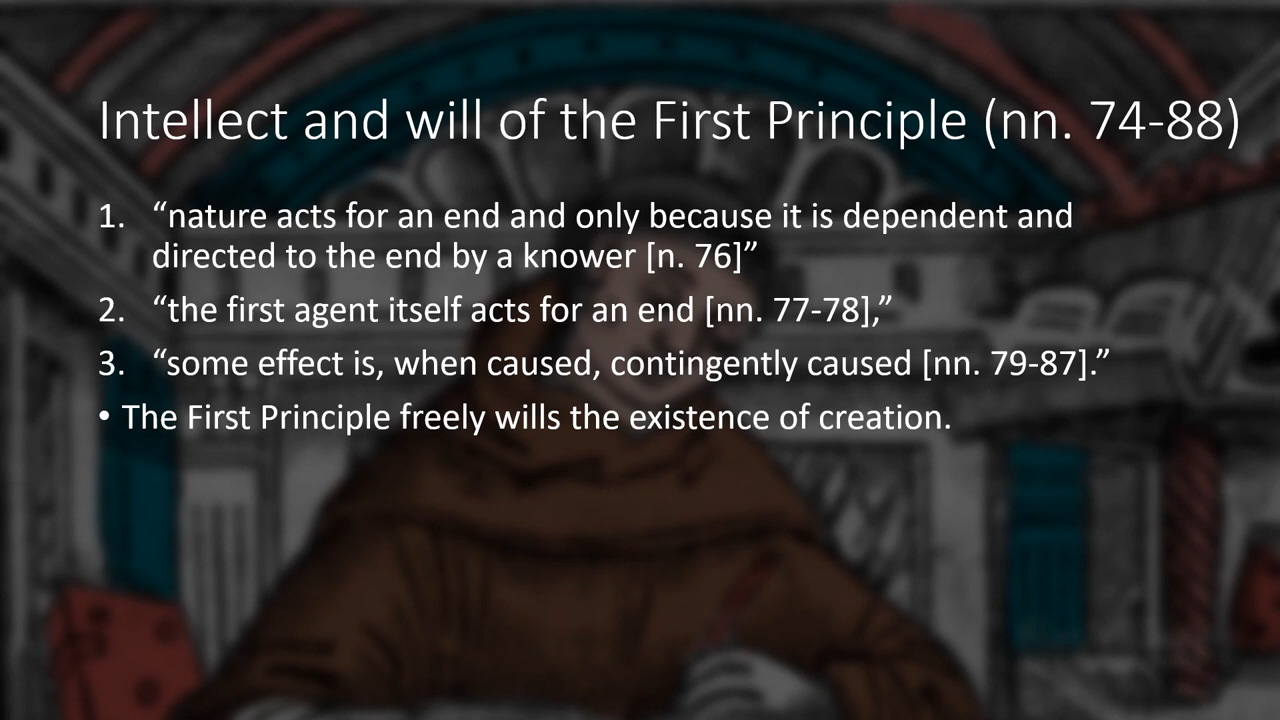 Intellect and will of the First Principle (nn. 74-88)
1. “nature acts for an end and only because it is dependent and
directed to the end by a knower [n. 76]”
2. “the first agent itself acts for an end [nn. 77-78],”
3. “some effect is, when caused, contingently caused [nn. 79-87].”
• The First Principle freely wills the existence of creation.